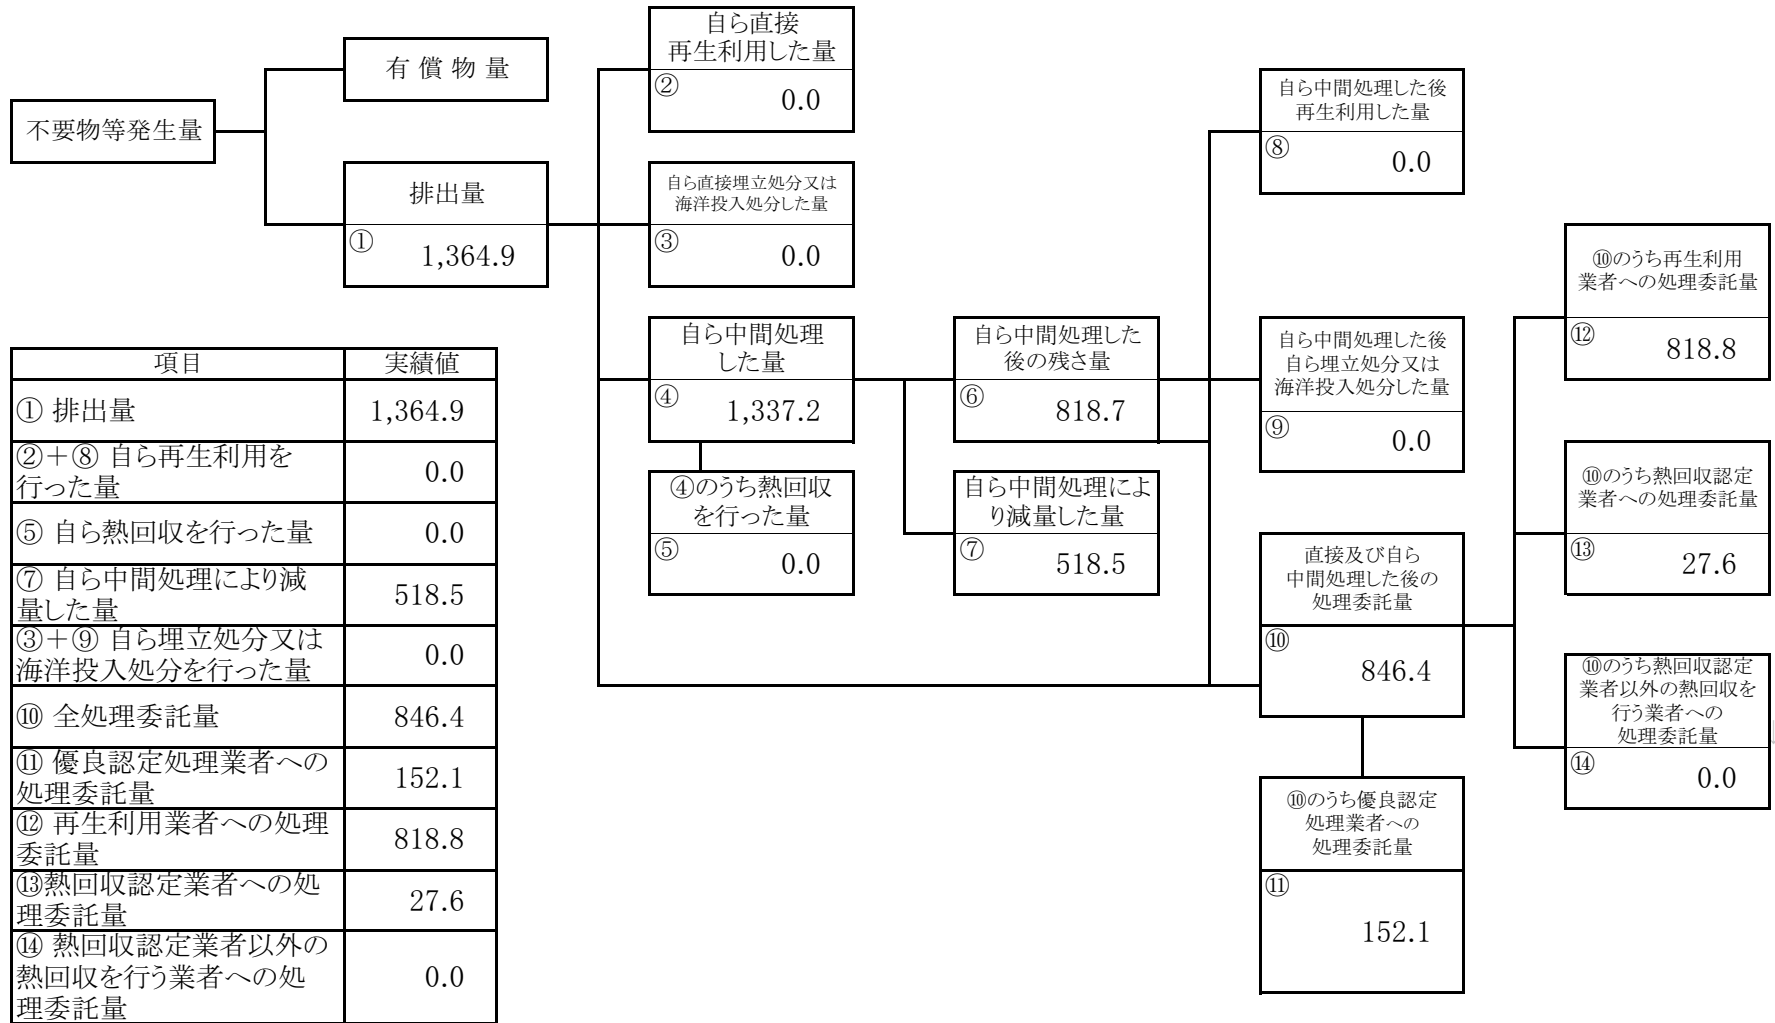 不要物等発生量
有償物量
排出量
①
1,364.9
自ら直接
再生利用した量
②
0.0
自ら直接埋立処分又は
海洋投入処分した量
③
0.0
自ら中間処理
した量
④
1,337.2
④のうち熱回収
を行った量
⑤
0.0
自ら中間処理した
後の残さ量
⑥
818.7
自ら中間処理によ
り減量した量
⑦
518.5
自ら中間処理した後
再生利用した量
⑧
0.0
自ら中間処理した後
自ら埋立処分又は
海洋投入処分した量
⑨
0.0
直接及び自ら
中間処理した後の
処理委託量
⑩
846.4
⑩のうち優良認定
処理業者への
処理委託量
⑪
152.1
⑩のうち再生利用
業者への処理委託量
⑫
818.8
⑩のうち熱回収認定
業者への処理委託量
⑬
27.6
⑩のうち熱回収認定
業者以外の熱回収を
行う業者への
処理委託量
⑭
0.0
項目 実績値
① 排出量 1,364.9
②＋⑧ 自ら再生利用を
行った量 0.0
⑤ 自ら熱回収を行った量 0.0
⑦ 自ら中間処理により減
量した量 518.5
③＋⑨ 自ら埋立処分又は
海洋投入処分を行った量 0.0
⑩ 全処理委託量 846.4
⑪ 優良認定処理業者への
処理委託量 152.1
⑫ 再生利用業者への処理
委託量 818.8
⑬熱回収認定業者への処
理委託量 27.6
⑭ 熱回収認定業者以外の
熱回収を行う業者への処
理委託量 0.0